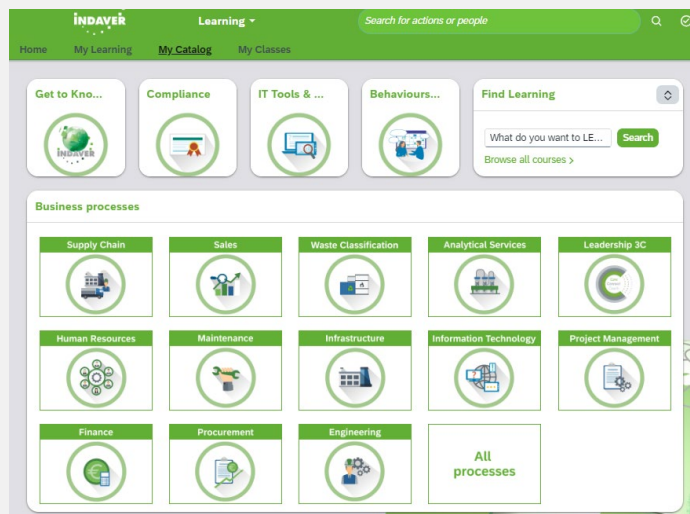 INDAVER
Learning
Search for actions or people
Home My Learning My Catalog My Classes
Get to Kno... Compliance IT Tools & ... Behaviours... Find Learning
INDAVER
What do you want to LE... Search
Browse all courses >
Business processes
Supply Chain Sales Waste Classification Analytical Services Leadership 3C
Human Resources Maintenance Infrastructure Information Technology Project Management
Finance Procurement Engineering
All
processes